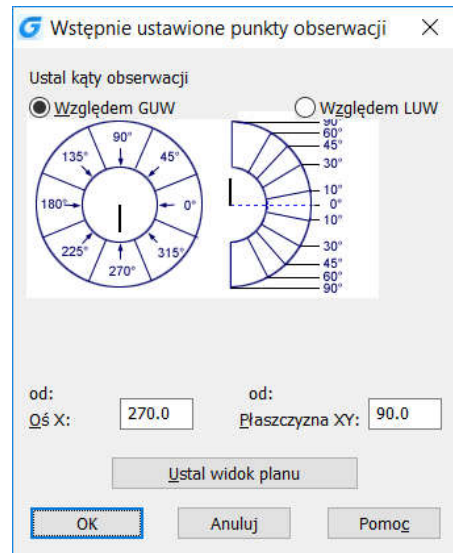 Wstępnie ustawione punkty obserwacji
Ustal kąty obserwacji
Względem GUW
Względem LUW
90°
135°
45°
180°
0°
225°
315°
270°
90°
60°
45°
30°
10°
0°
10°
30°
45°
60°
90°
od:
Oś X:
270.0
od:
Płaszczyzna XY:
90.0
Ustal widok planu
OK
Anuluj
Pomoc